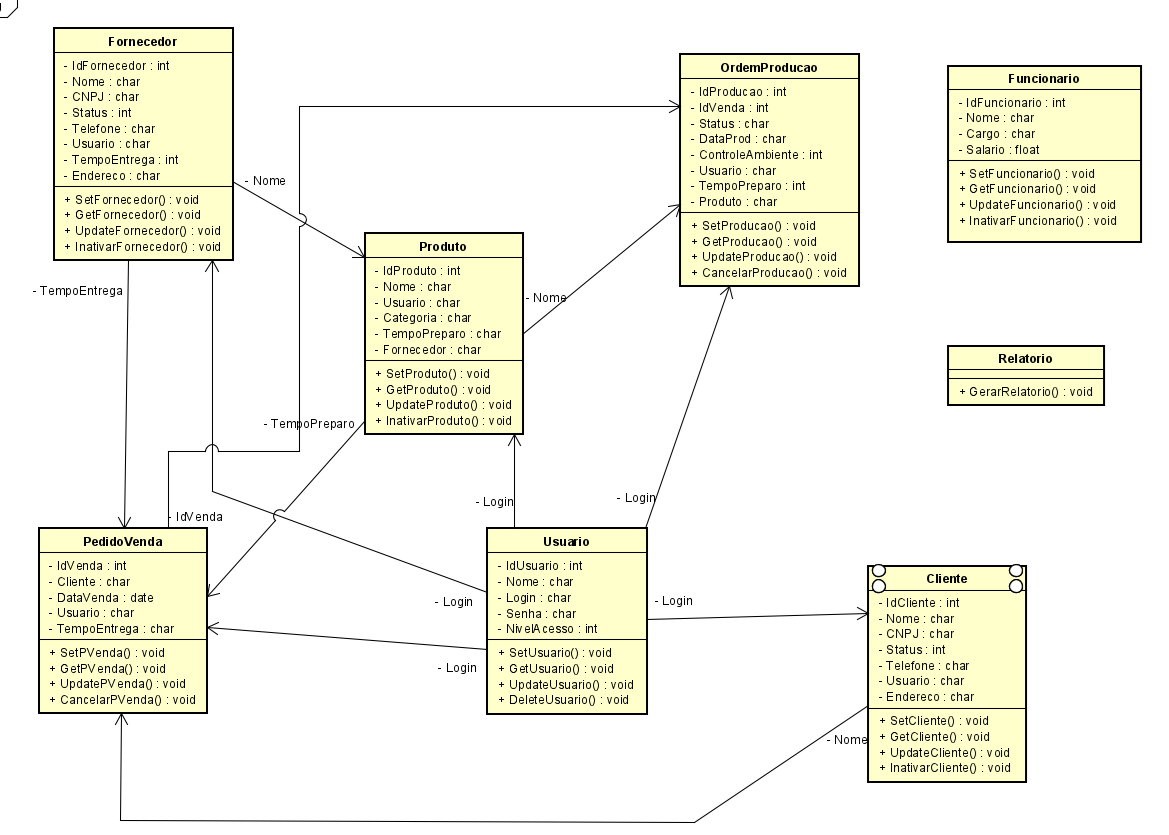 Fornecedor
- IdFornecedor : int
- Nome : char
- CNPJ : char
- Status : int
- Telefone : char
- Usuario : char
- TempoEntrega : int
- Endereco : char
+ SetFornecedor() : void
+ GetFornecedor() : void
+ UpdateFornecedor() : void
+ InativarFornecedor() : void
OrdemProducao
- IdProducao : int
- IdVenda : int
- Status : char
- DataProd : char
- ControleAmbiente : int
- Usuario : char
- TempoPreparo : int
- Produto : char
+ SetProducao() : void
+ GetProducao() : void
+ UpdateProducao() : void
+ CancelarProducao() : void
Funcionario
- IdFuncionario : int
- Nome : char
- Cargo : char
- Salario : float
+ SetFuncionario() : void
+ GetFuncionario() : void
+ UpdateFuncionario() : void
+ InativarFuncionario() : void
- Nome
- TempoEntrega
Produto
- IdProduto : int
- Nome : char
- Usuario : char
- Categoria : char
- TempoPreparo : char
- Fornecedor : char
+ SetProduto() : void
+ GetProduto() : void
+ UpdateProduto() : void
+ InativarProduto() : void
- Nome
Relatorio
+ GerarRelatorio() : void
- TempoPreparo
- Login
- Login
- IdVenda
PedidoVenda
- IdVenda : int
- Cliente : char
- DataVenda : date
- Usuario : char
- TempoEntrega : char
+ SetPVenda() : void
+ GetPVenda() : void
+ UpdatePVenda() : void
+ CancelarPVenda() : void
- Login
- Login
Usuario
- IdUsuario : int
- Nome : char
- Login : char
- Senha : char
- NivelAcesso : int
+ SetUsuario() : void
+ GetUsuario() : void
+ UpdateUsuario() : void
+ DeleteUsuario() : void
- Login
Cliente
- IdCliente : int
- Nome : char
- CNPJ : char
- Status : int
- Telefone : char
- Usuario : char
- Endereco : char
+ SetCliente() : void
+ GetCliente() : void
+ UpdateCliente() : void
+ InativarCliente() : void
- Nome